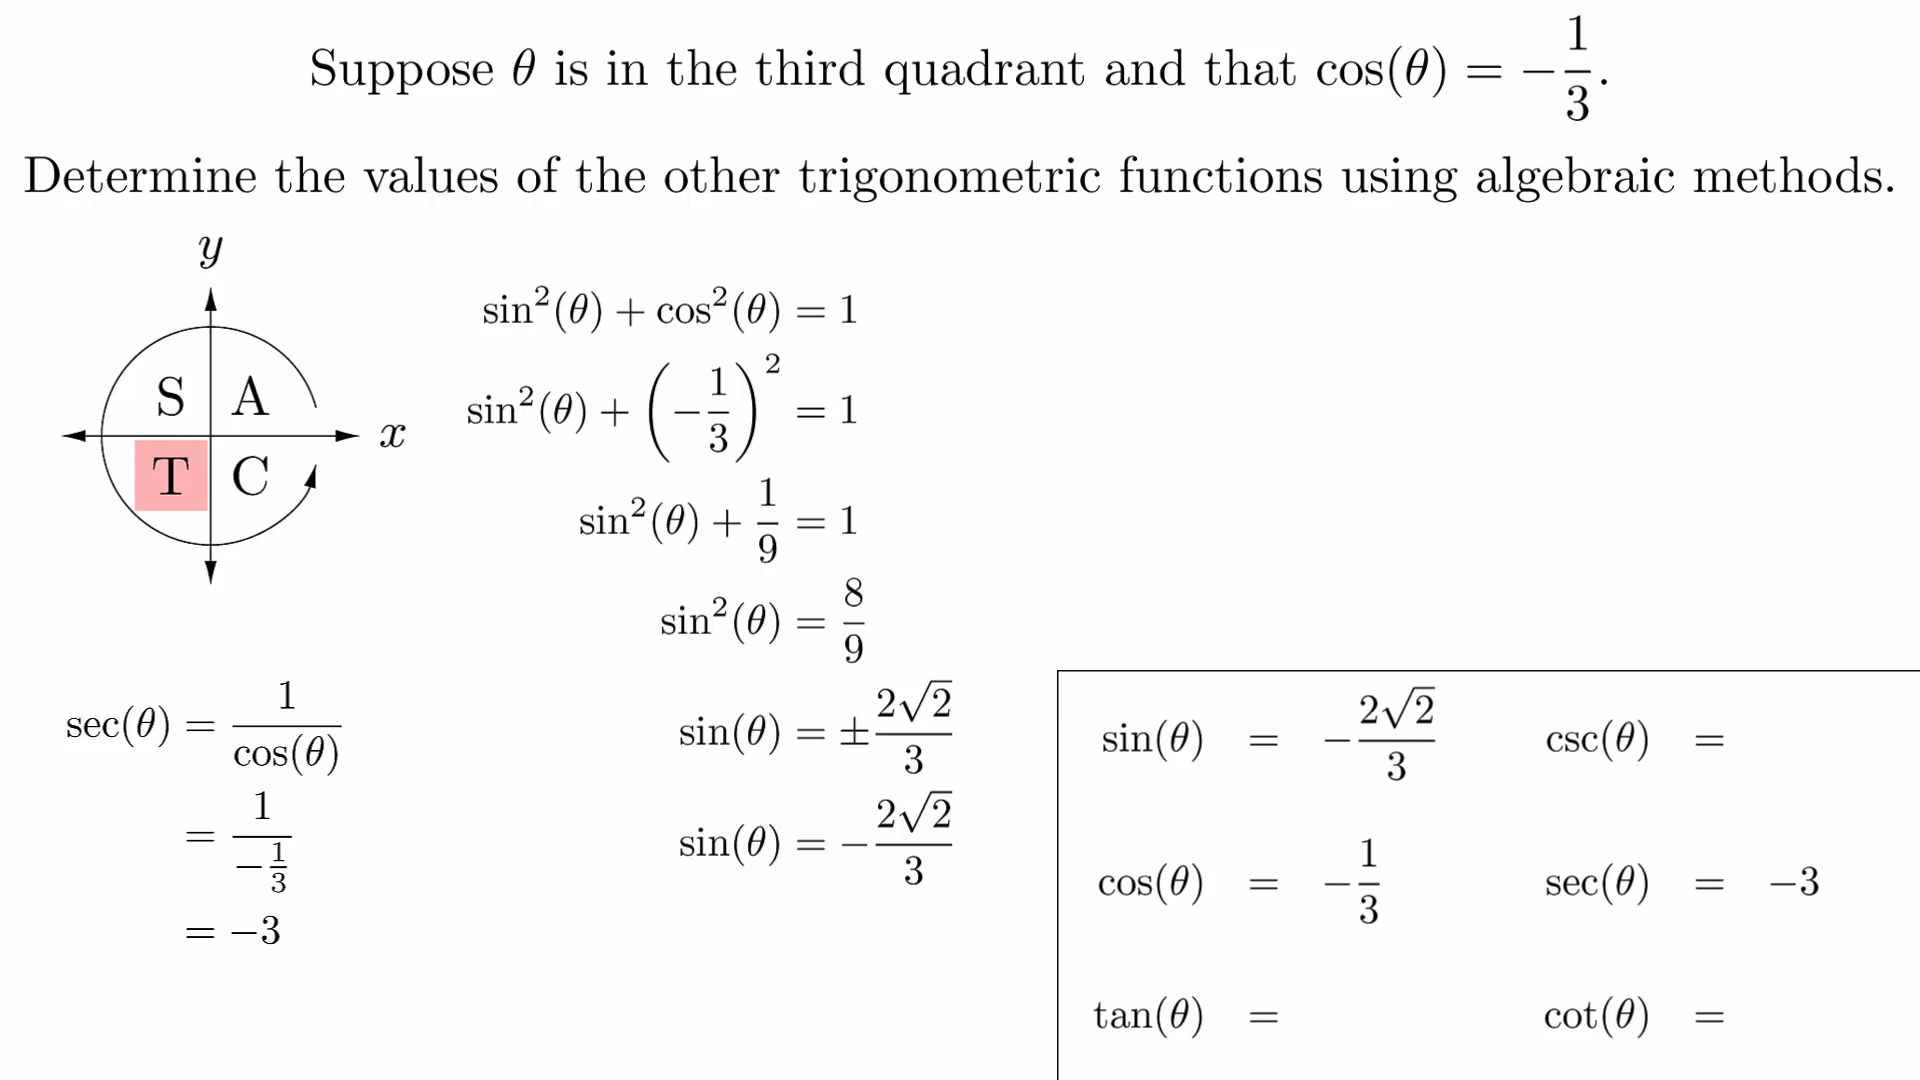 Suppose θ is in the third quadrant and that cos(θ) = −1/3.
Determine the values of the other trigonometric functions using algebraic methods.
y
S A
x
T C
sin²(θ) + cos²(θ) = 1
sin²(θ) + (−1/3)² = 1
sin²(θ) + 1/9 = 1
sin²(θ) = 8/9
sin(θ) = ±2√2/3
sin(θ) = −2√2/3
sec(θ) = 1/cos(θ)
= 1/(−1/3)
= −3
sin(θ) = −2√2/3 csc(θ) =
cos(θ) = −1/3 sec(θ) = −3
tan(θ) = cot(θ) =